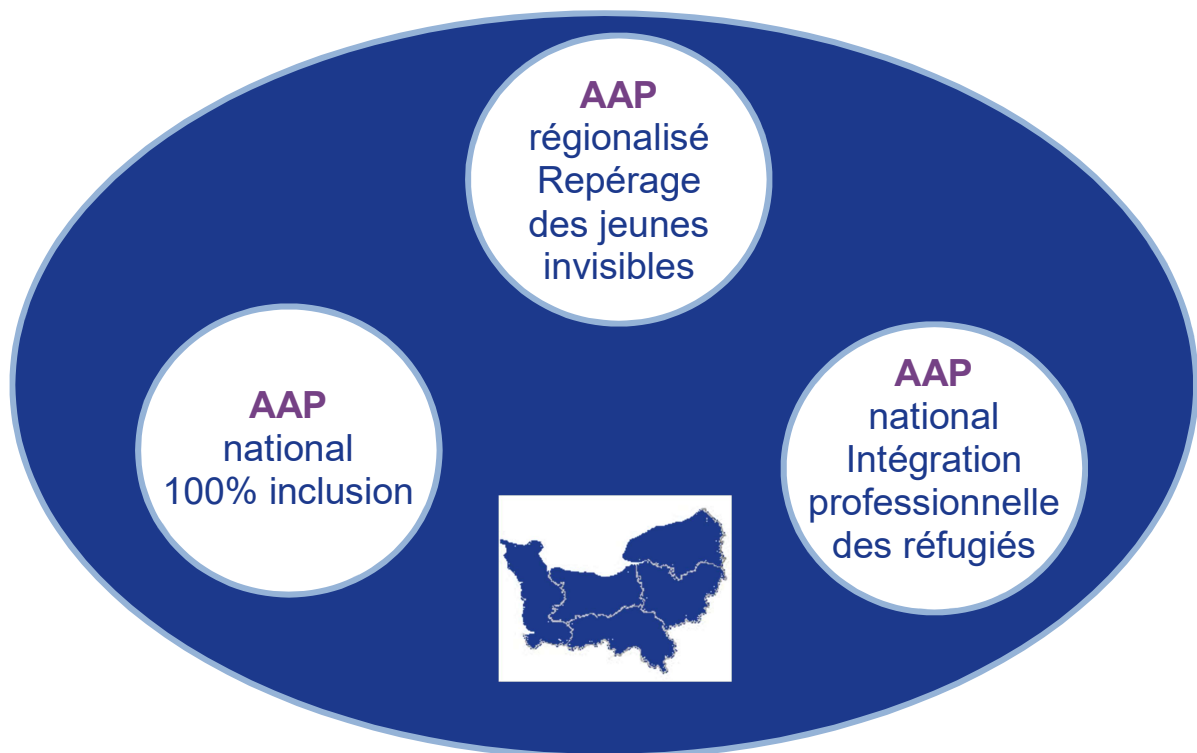 AAP
régionalisé
Repérage
des jeunes
invisibles
AAP
national
100% inclusion
AAP
national
Intégration
professionnelle
des réfugiés